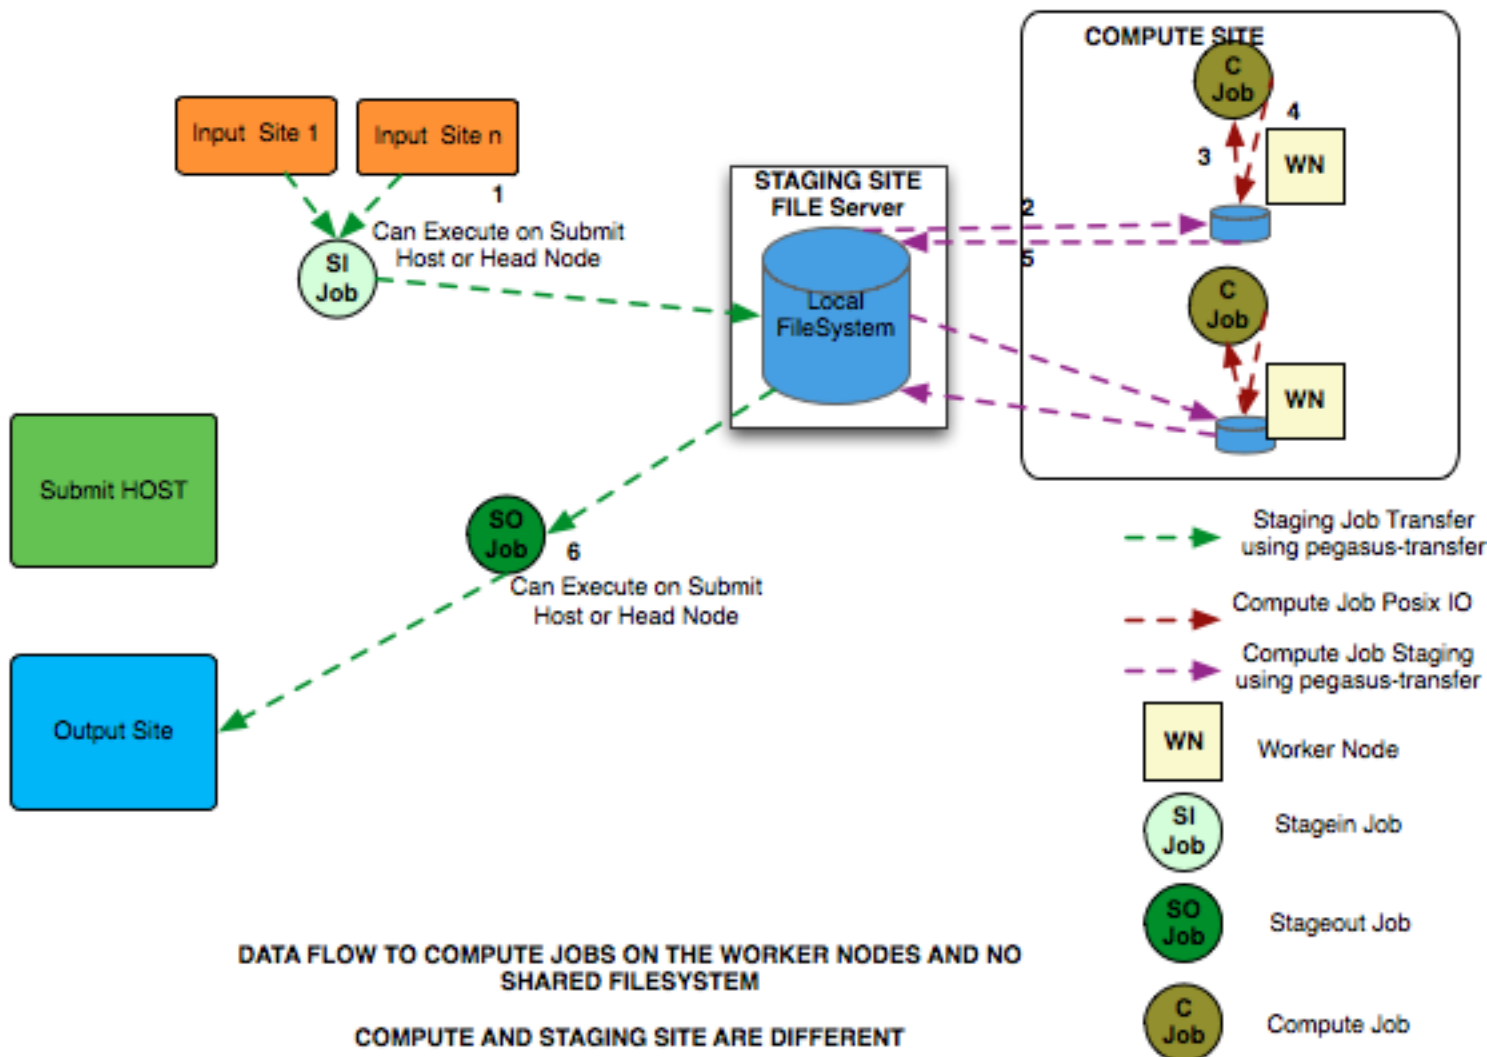 COMPUTE SITE
C
Job
4
3
WN
Input Site 1
Input Site n
1
Can Execute on Submit
Host or Head Node
SI
Job
STAGING SITE
FILE Server
Local
FileSystem
2
5
C
Job
WN
Submit HOST
SO
Job
6
Can Execute on Submit
Host or Head Node
Output Site
Staging Job Transfer
using pegasus-transfer
Compute Job Posix IO
Compute Job Staging
using pegasus-transfer
WN
Worker Node
SI
Job
Stagein Job
SO
Job
Stageout Job
C
Job
Compute Job
DATA FLOW TO COMPUTE JOBS ON THE WORKER NODES AND NO
SHARED FILESYSTEM
COMPUTE AND STAGING SITE ARE DIFFERENT